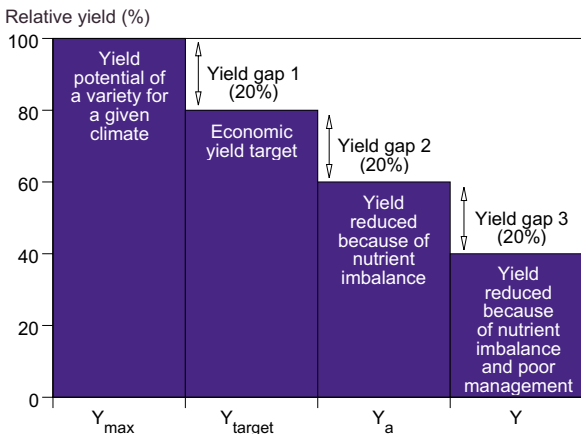 Relative yield (%)
100
80
60
40
20
0
Yield
potential of
a variety for
a given
climate
Yield gap 1
(20%)
Economic
yield target
Yield gap 2
(20%)
Yield
reduced
because of
nutrient
imbalance
Yield gap 3
(20%)
Yield
reduced
because
of nutrient
imbalance
and poor
management
Ymax
Ytarget
Ya
Y